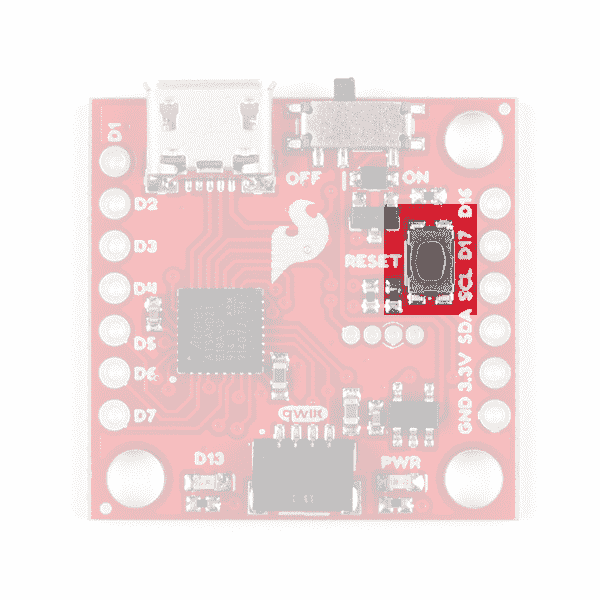 D1
OFF
ON
D2
D16
D3
D17
RESET
D4
SCL
D5
SDA
D6
3.3V
D7
GND
qwiic
D13
PWR